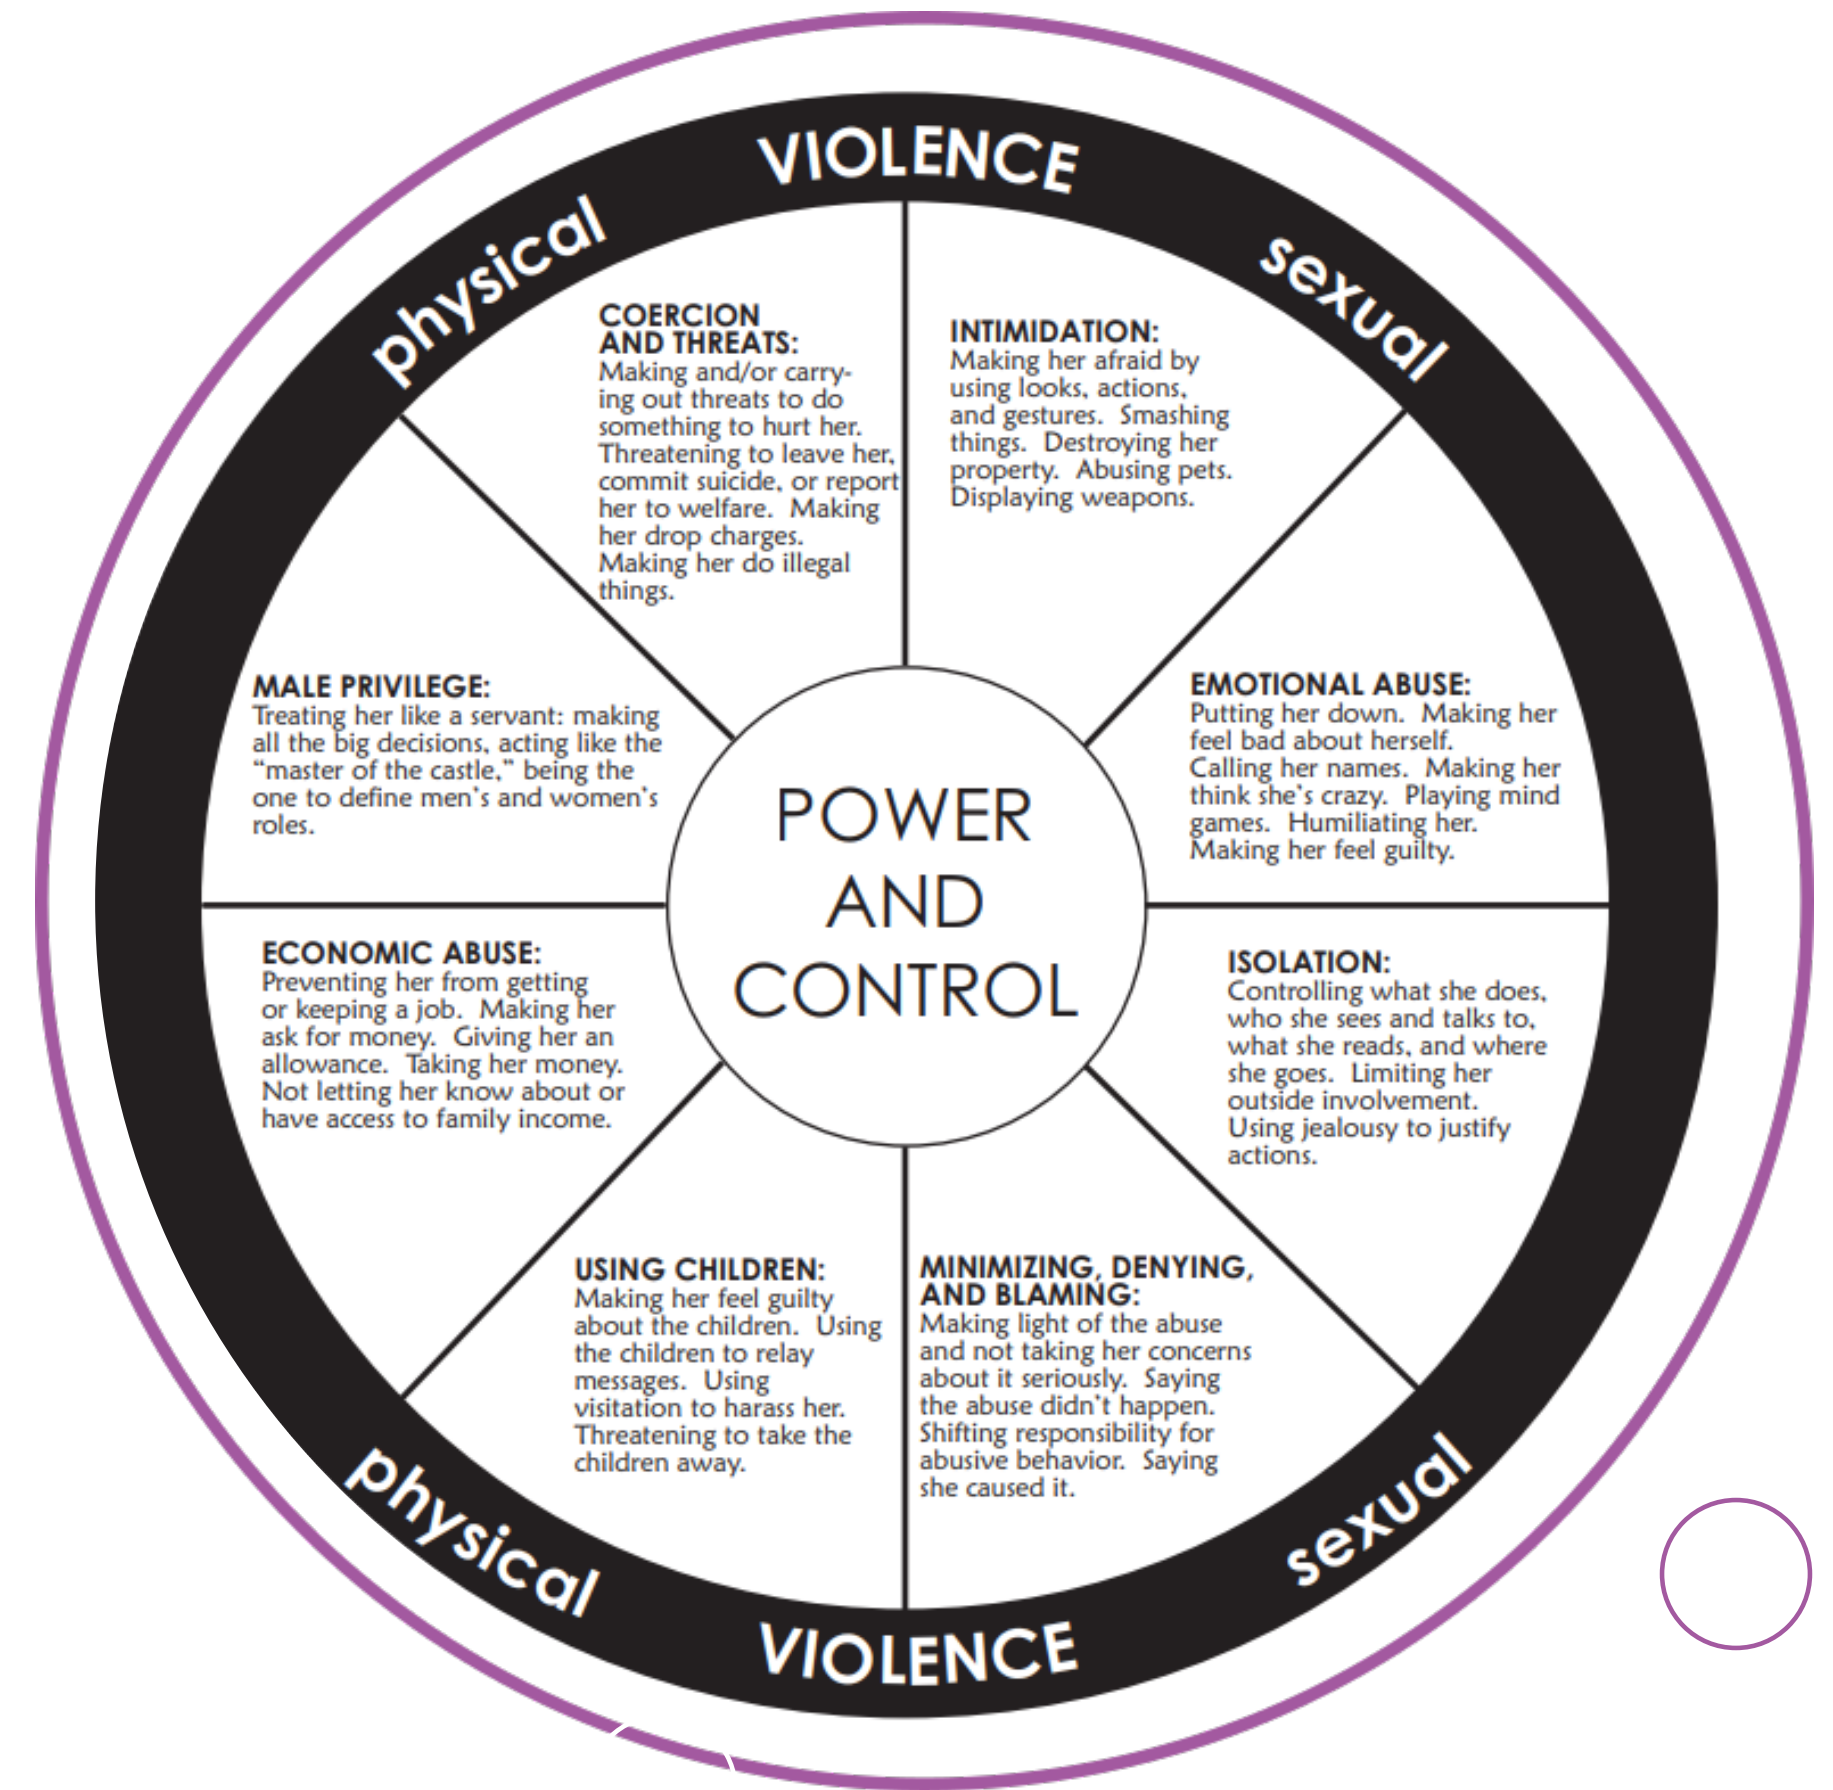 VIOLENCE
physical
sexual
COERCION
AND THREATS:
Making and/or carry-
ing out threats to do
something to hurt her.
Threatening to leave her,
commit suicide, or report
her to welfare.  Making
her drop charges.
Making her do illegal
things.
INTIMIDATION:
Making her afraid by
using looks, actions,
and gestures.  Smashing
things.  Destroying her
property.  Abusing pets.
Displaying weapons.
MALE PRIVILEGE:
Treating her like a servant: making
all the big decisions, acting like the
“master of the castle,” being the
one to define men's and women's
roles.
EMOTIONAL ABUSE:
Putting her down.  Making her
feel bad about herself.
Calling her names.  Making her
think she's crazy.  Playing mind
games.  Humiliating her.
Making her feel guilty.
POWER
AND
CONTROL
ECONOMIC ABUSE:
Preventing her from getting
or keeping a job.  Making her
ask for money.  Giving her an
allowance.  Taking her money.
Not letting her know about or
have access to family income.
ISOLATION:
Controlling what she does,
who she sees and talks to,
what she reads, and where
she goes.  Limiting her
outside involvement.
Using jealousy to justify
actions.
USING CHILDREN:
Making her feel guilty
about the children.  Using
the children to relay
messages.  Using
visitation to harass her.
Threatening to take the
children away.
MINIMIZING, DENYING,
AND BLAMING:
Making light of the abuse
and not taking her concerns
about it seriously.  Saying
the abuse didn't happen.
Shifting responsibility for
abusive behavior.  Saying
she caused it.
physical
sexual
VIOLENCE